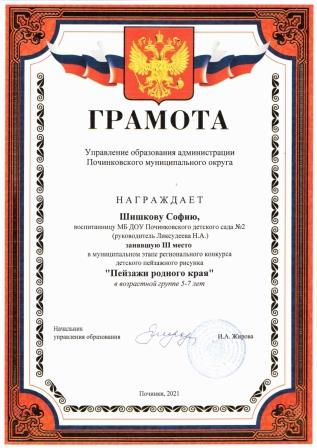 ГРАМОТА
Управление образования администрации
Починковского муниципального округа
НАГРАЖДАЕТ
Шишкову Софию,
воспитанницу МБ ДОУ Починковского детского сада №2
(руководитель Ликсуделева Н.А.)
занявшую III место
в муниципальном этапе регионального конкурса
детского пейзажного рисунка
"Пейзажи родного края"
в возрастной группе 5-7 лет
Начальник
управления образования
И.А. Жирова
Починки, 2021